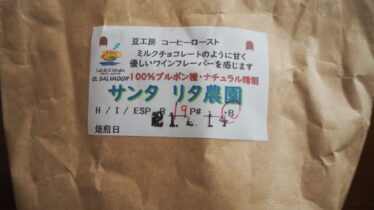 豆工房 コーヒーロースト
ミルクチョコレートのように甘く
優しいワインフレーバーを感じます
EL SALVADOR
100%ブルボン種・ナチュラル精製
サンタ リタ農園
H / I / ESP R 19 P# -B
焙煎日